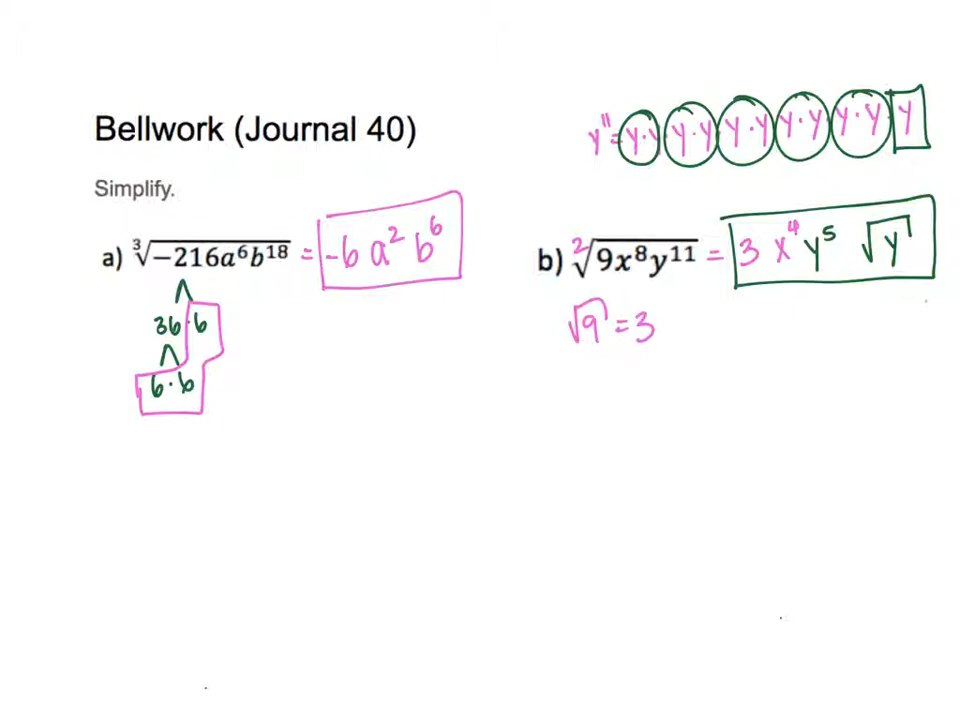 Bellwork (Journal 40)
Simplify.
a) ∛−216a⁶b¹⁸ = -6 a² b⁶
36 · 6
6 · 6
y¹¹ = y·y y·y y·y y·y y·y y
b) ²√9x⁸y¹¹ = 3 x⁴ y⁵ √y
√9 = 3